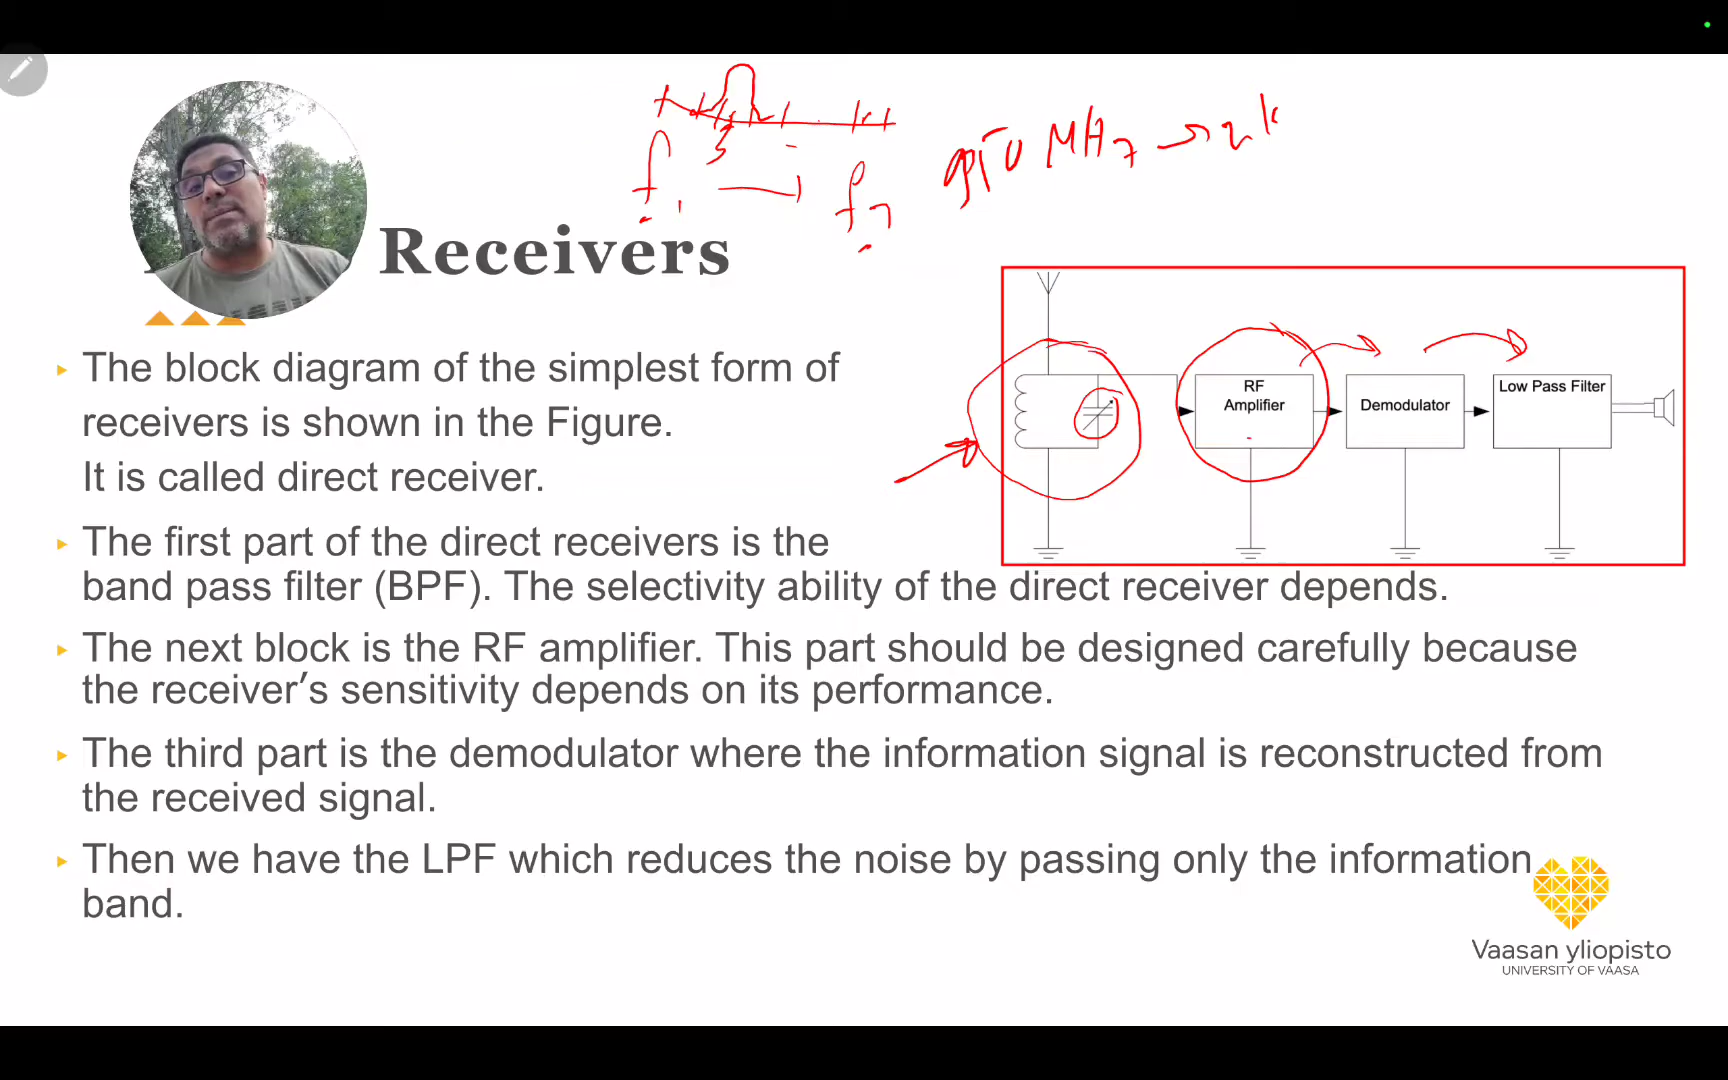 f1 f2
MHz
Receivers
RF
Amplifier
Demodulator
Low Pass Filter
The block diagram of the simplest form of
receivers is shown in the Figure.
It is called direct receiver.
The first part of the direct receivers is the
band pass filter (BPF). The selectivity ability of the direct receiver depends.
The next block is the RF amplifier. This part should be designed carefully because
the receiver’s sensitivity depends on its performance.
The third part is the demodulator where the information signal is reconstructed from
the received signal.
Then we have the LPF which reduces the noise by passing only the information
band.
Vaasan yliopisto
UNIVERSITY OF VAASA